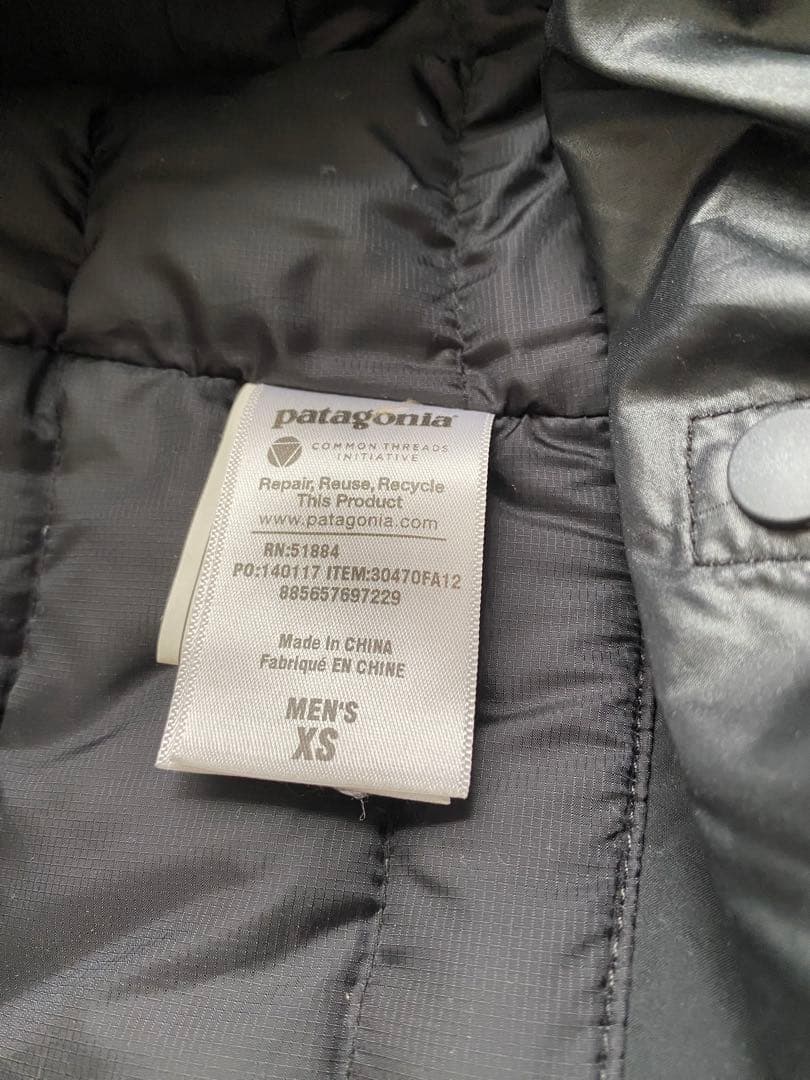 patagonia
COMMON THREADS
INITIATIVE
Repair, Reuse, Recycle
This Product
www.patagonia.com
RN:51884
PO:140117 ITEM:30470FA12
885657697229
Made In CHINA
Fabriqué EN CHINE
MEN'S
XS